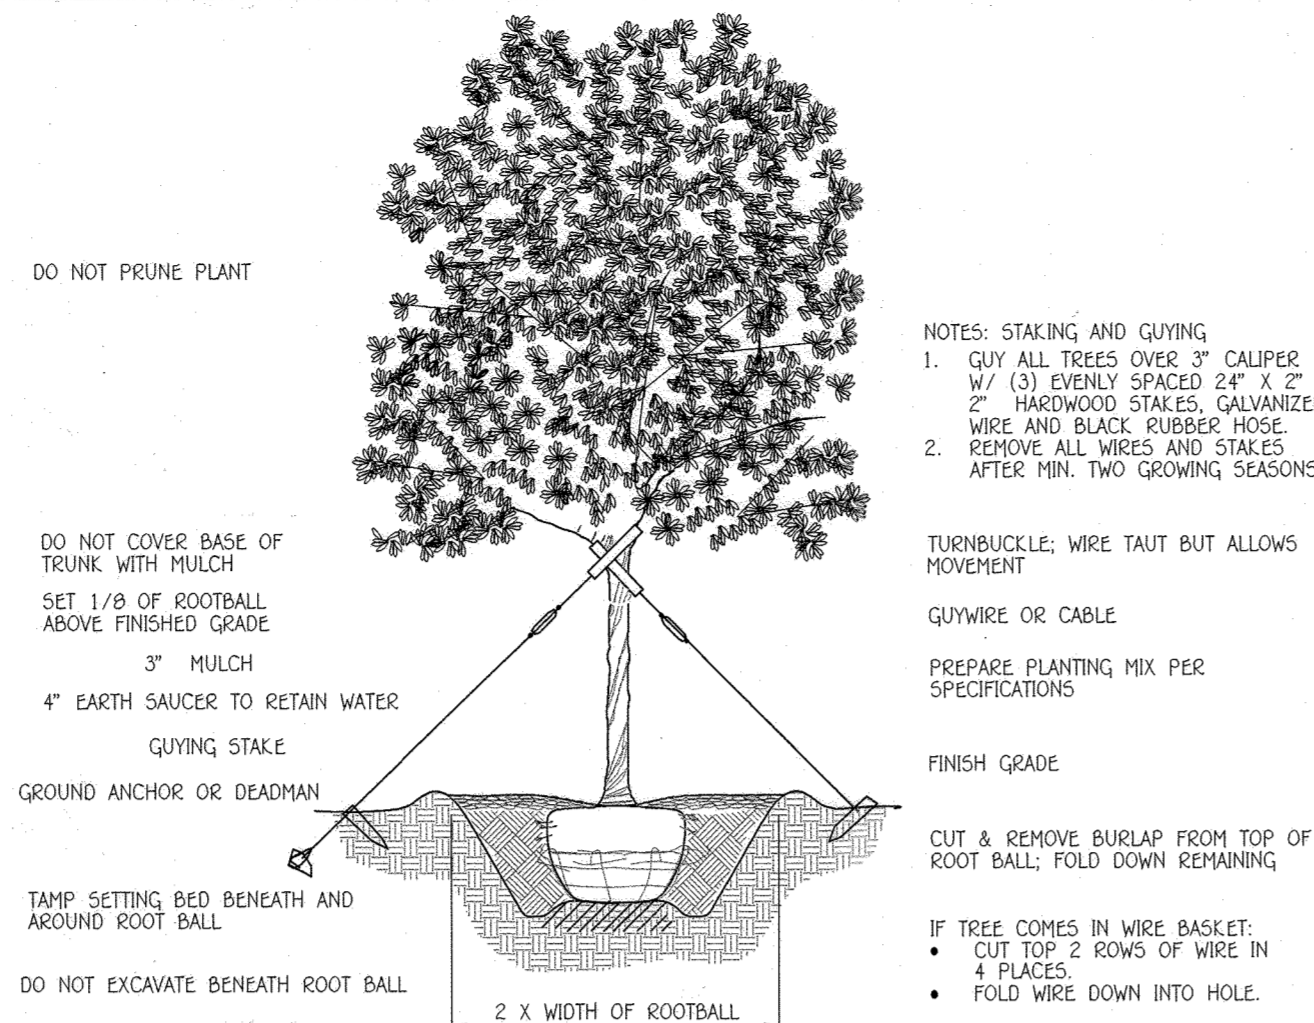 DO NOT PRUNE PLANT
DO NOT COVER BASE OF
TRUNK WITH MULCH
SET 1/8 OF ROOTBALL
ABOVE FINISHED GRADE
3" MULCH
4" EARTH SAUCER TO RETAIN WATER
GUYING STAKE
GROUND ANCHOR OR DEADMAN
TAMP SETTING BED BENEATH AND
AROUND ROOT BALL
DO NOT EXCAVATE BENEATH ROOT BALL
2 X WIDTH OF ROOTBALL
NOTES: STAKING AND GUYING
1. GUY ALL TREES OVER 3" CALIPER
W/ (3) EVENLY SPACED 24" X 2"
2" HARDWOOD STAKES, GALVANIZE
WIRE AND BLACK RUBBER HOSE.
2. REMOVE ALL WIRES AND STAKES
AFTER MIN. TWO GROWING SEASONS
TURNBUCKLE; WIRE TAUT BUT ALLOWS
MOVEMENT
GUYWIRE OR CABLE
PREPARE PLANTING MIX PER
SPECIFICATIONS
FINISH GRADE
CUT & REMOVE BURLAP FROM TOP OF
ROOT BALL; FOLD DOWN REMAINING
IF TREE COMES IN WIRE BASKET:
• CUT TOP 2 ROWS OF WIRE IN
4 PLACES.
• FOLD WIRE DOWN INTO HOLE.